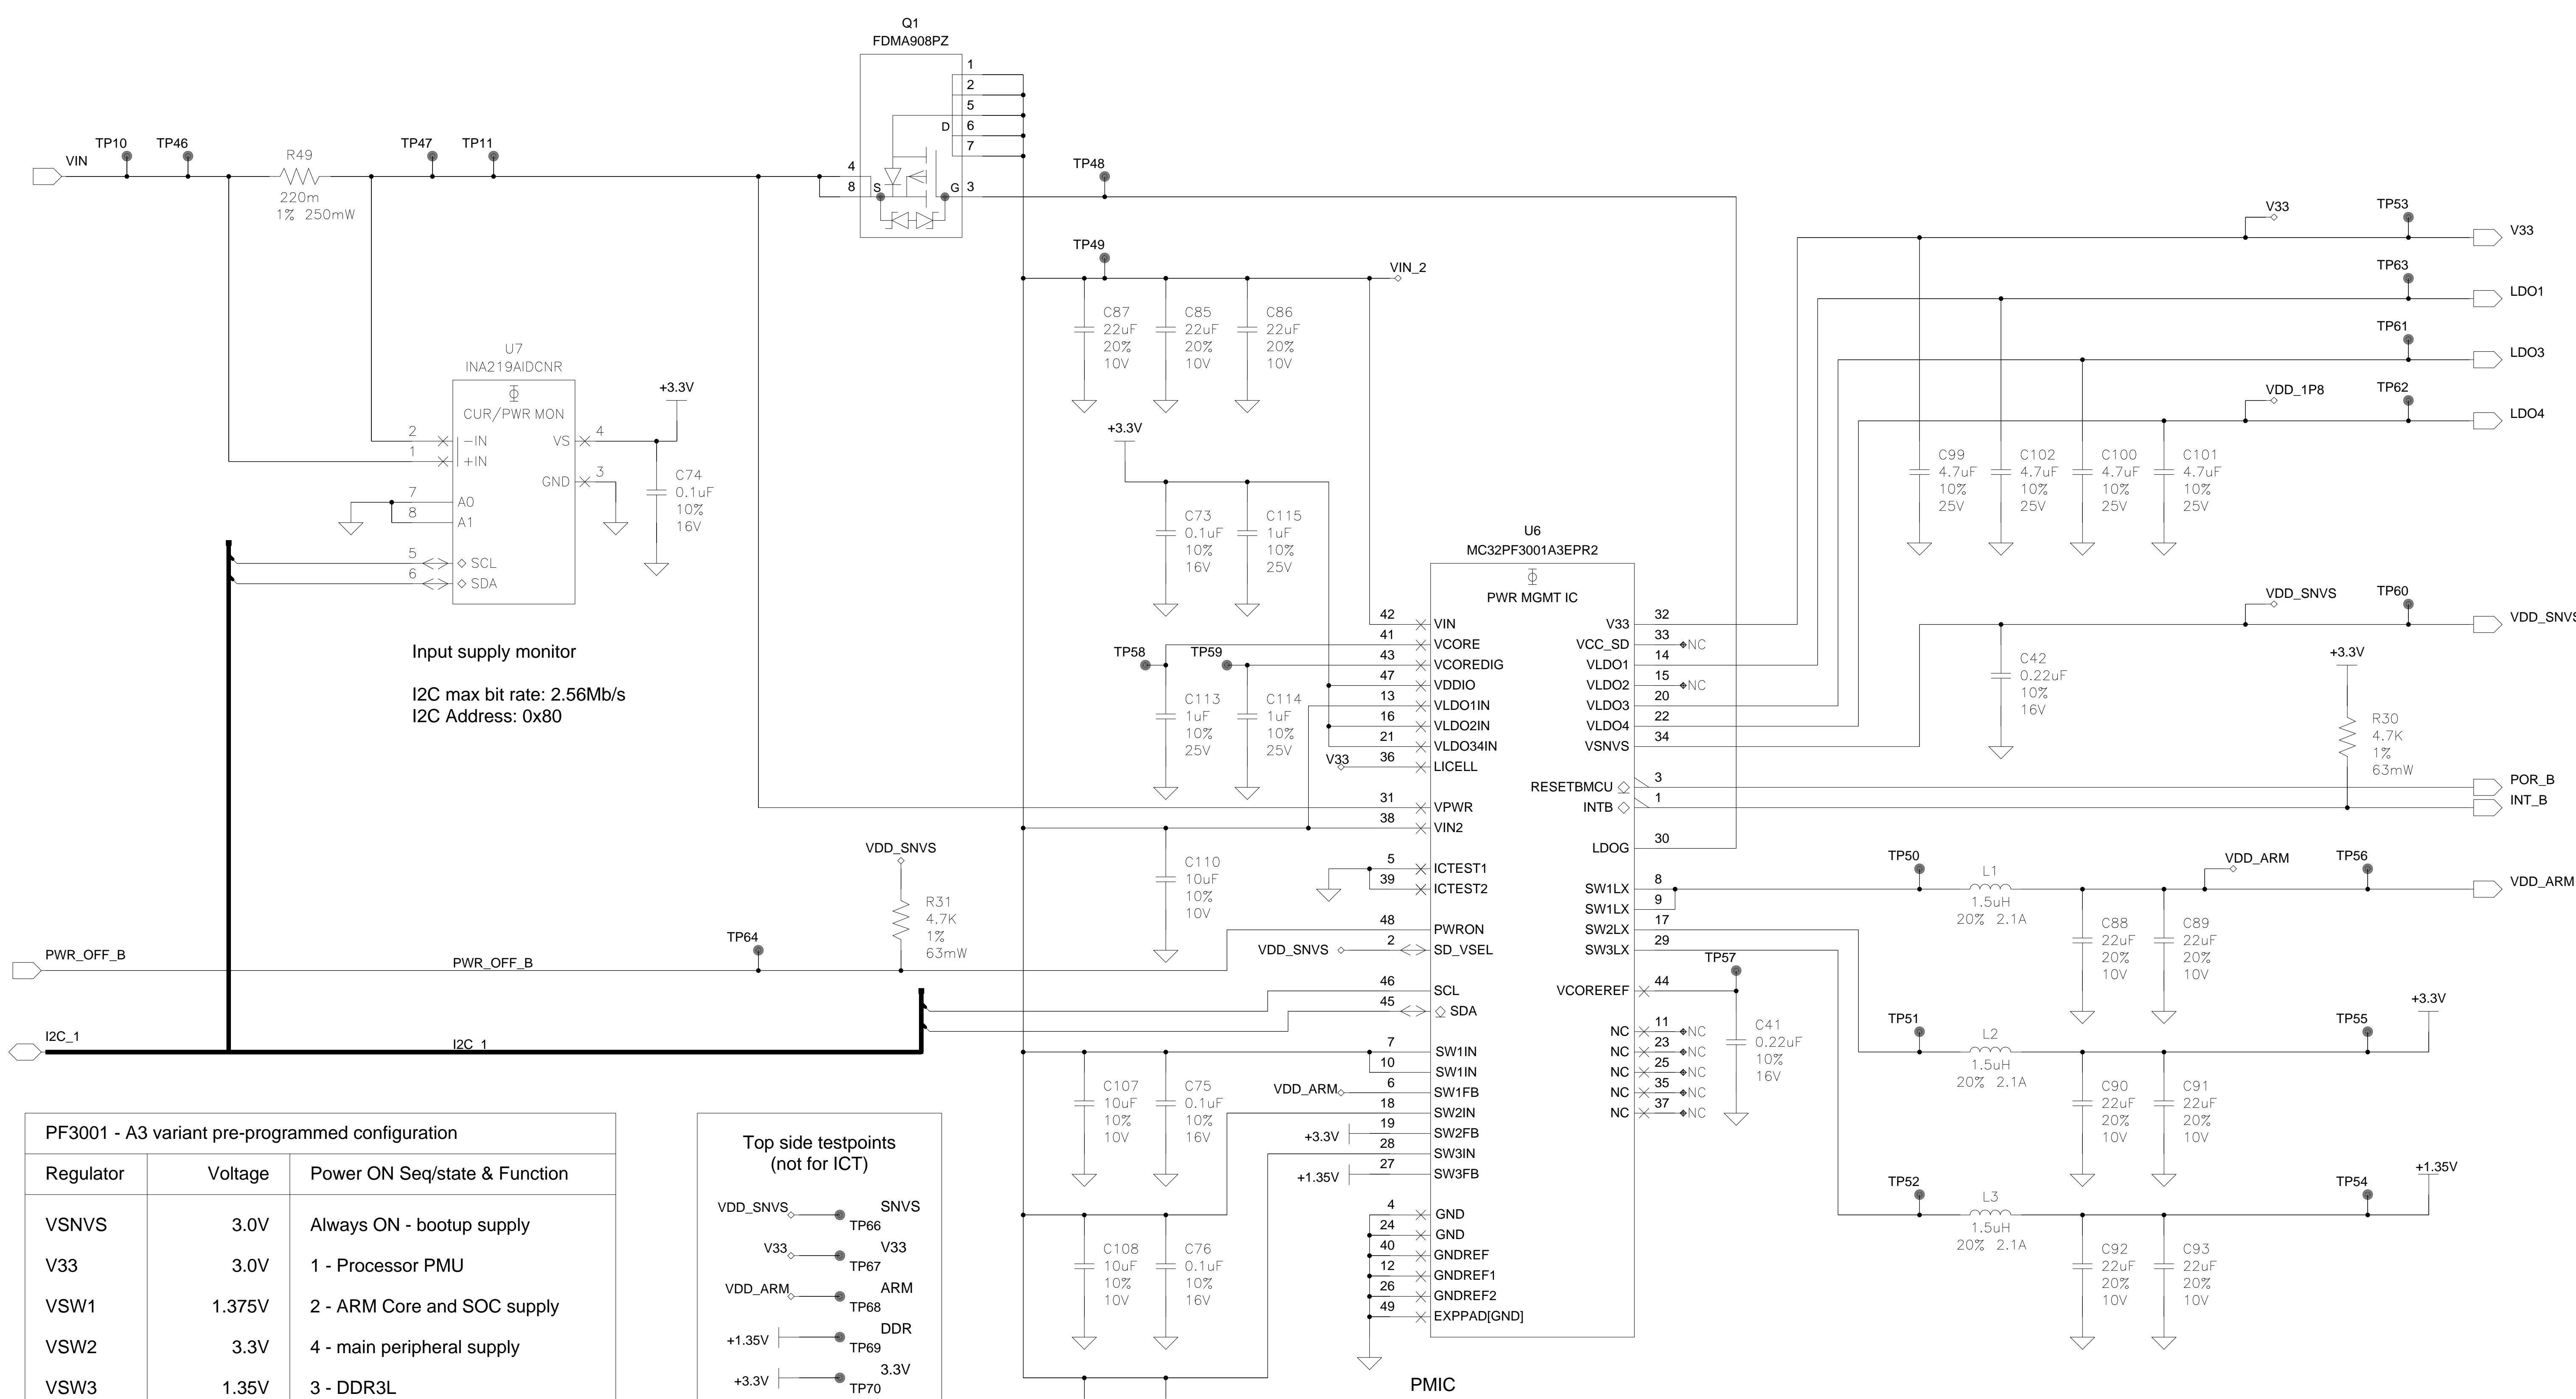 Q1
FDMA908PZ
1
2
5
D 6
7
4
8 S
G 3
VIN
TP10
TP46
R49
220m
1% 250mW
TP47
TP11
TP48
TP49
VIN_2
C87
22uF
20%
10V
C85
22uF
20%
10V
C86
22uF
20%
10V
V33
TP53
V33
TP63
LDO1
TP61
LDO3
VDD_1P8
TP62
LDO4
C99
4.7uF
10%
25V
C102
4.7uF
10%
25V
C100
4.7uF
10%
25V
C101
4.7uF
10%
25V
U7
INA219AIDCNR
CUR/PWR MON
2 -IN
1 +IN
7 A0
8 A1
5 SCL
6 SDA
VS 4
GND 3
+3.3V
C74
0.1uF
10%
16V
Input supply monitor
I2C max bit rate: 2.56Mb/s
I2C Address: 0x80
+3.3V
C73
0.1uF
10%
16V
C115
1uF
10%
25V
TP58
TP59
C113
1uF
10%
25V
C114
1uF
10%
25V
V33
C110
10uF
10%
10V
U6
MC32PF3001A3EPR2
PWR MGMT IC
42 VIN
41 VCORE
43 VCOREDIG
47 VDDIO
13 VLDO1IN
16 VLDO2IN
21 VLDO34IN
36 LICELL
31 VPWR
38 VIN2
5 ICTEST1
39 ICTEST2
48 PWRON
2 SD_VSEL
46 SCL
45 SDA
7 SW1IN
10 SW1IN
6 SW1FB
18 SW2IN
19 SW2FB
28 SW3IN
27 SW3FB
4 GND
24 GND
40 GNDREF
12 GNDREF1
26 GNDREF2
49 EXPPAD[GND]
V33 32
VCC_SD 33 NC
VLDO1 14
VLDO2 15 NC
VLDO3 20
VLDO4 22
VSNVS 34
RESETBMCU 3
INTB 1
LDOG 30
SW1LX 8
SW1LX 9
SW2LX 17
SW3LX 29
VCOREREF 44
NC 11 NC
NC 23 NC
NC 25 NC
NC 35 NC
NC 37 NC
PMIC
VDD_SNVS
TP60
VDD_SNVS
C42
0.22uF
10%
16V
+3.3V
R30
4.7K
1%
63mW
POR_B
INT_B
TP50
L1
1.5uH
20% 2.1A
VDD_ARM
TP56
VDD_ARM
C88
22uF
20%
10V
C89
22uF
20%
10V
TP57
C41
0.22uF
10%
16V
TP51
L2
1.5uH
20% 2.1A
TP55
+3.3V
C90
22uF
20%
10V
C91
22uF
20%
10V
TP52
L3
1.5uH
20% 2.1A
TP54
+1.35V
C92
22uF
20%
10V
C93
22uF
20%
10V
VDD_SNVS
R31
4.7K
1%
63mW
VDD_SNVS
PWR_OFF_B
PWR_OFF_B
TP64
I2C_1
I2C_1
C107
10uF
10%
10V
C75
0.1uF
10%
16V
VDD_ARM
+3.3V
+1.35V
C108
10uF
10%
10V
C76
0.1uF
10%
16V
PF3001 - A3 variant pre-programmed configuration
Regulator Voltage Power ON Seq/state & Function
VSNVS 3.0V Always ON - bootup supply
V33 3.0V 1 - Processor PMU
VSW1 1.375V 2 - ARM Core and SOC supply
VSW2 3.3V 4 - main peripheral supply
VSW3 1.35V 3 - DDR3L
Top side testpoints
(not for ICT)
VDD_SNVS SNVS
TP66
V33 V33
TP67
VDD_ARM ARM
TP68
+1.35V DDR
TP69
+3.3V 3.3V
TP70